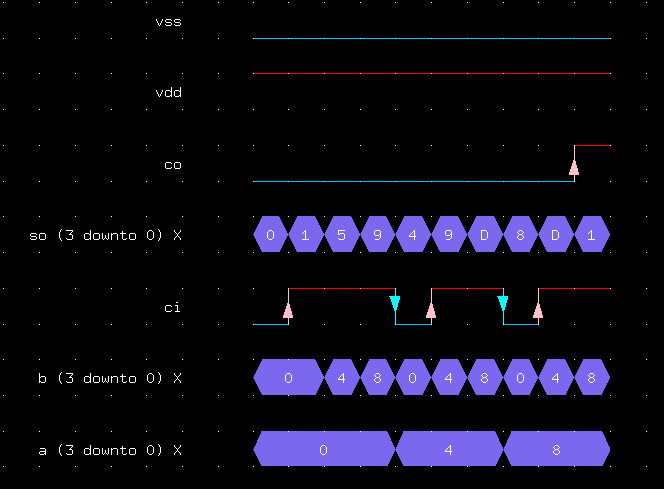 vss
vdd
co
so (3 downto 0) X 0 1 5 9 4 9 D 8 D 1
ci
b (3 downto 0) X 0 4 8 0 4 8 0 4 8
a (3 downto 0) X 0 4 8